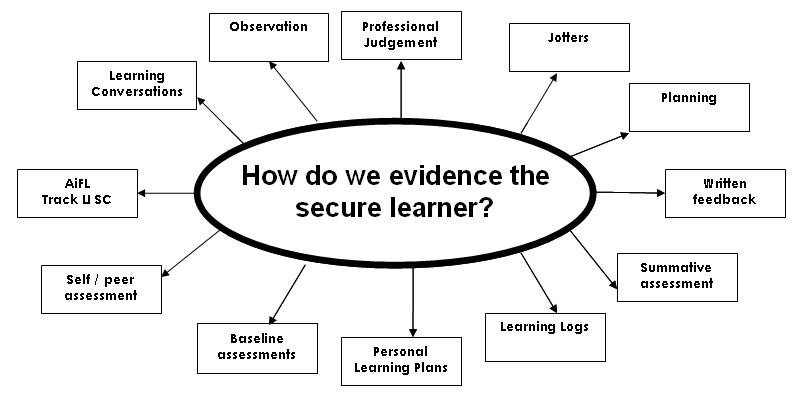 Observation
Professional
Judgement
Jotters
Learning
Conversations
Planning
How do we evidence the
secure learner?
AiFL
Track LI SC
Written
feedback
Self / peer
assessment
Summative
assessment
Baseline
assessments
Personal
Learning Plans
Learning Logs